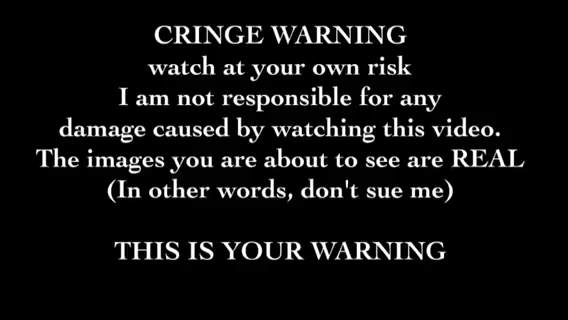 CRINGE WARNING
watch at your own risk
I am not responsible for any
damage caused by watching this video.
The images you are about to see are REAL
(In other words, don't sue me)
THIS IS YOUR WARNING